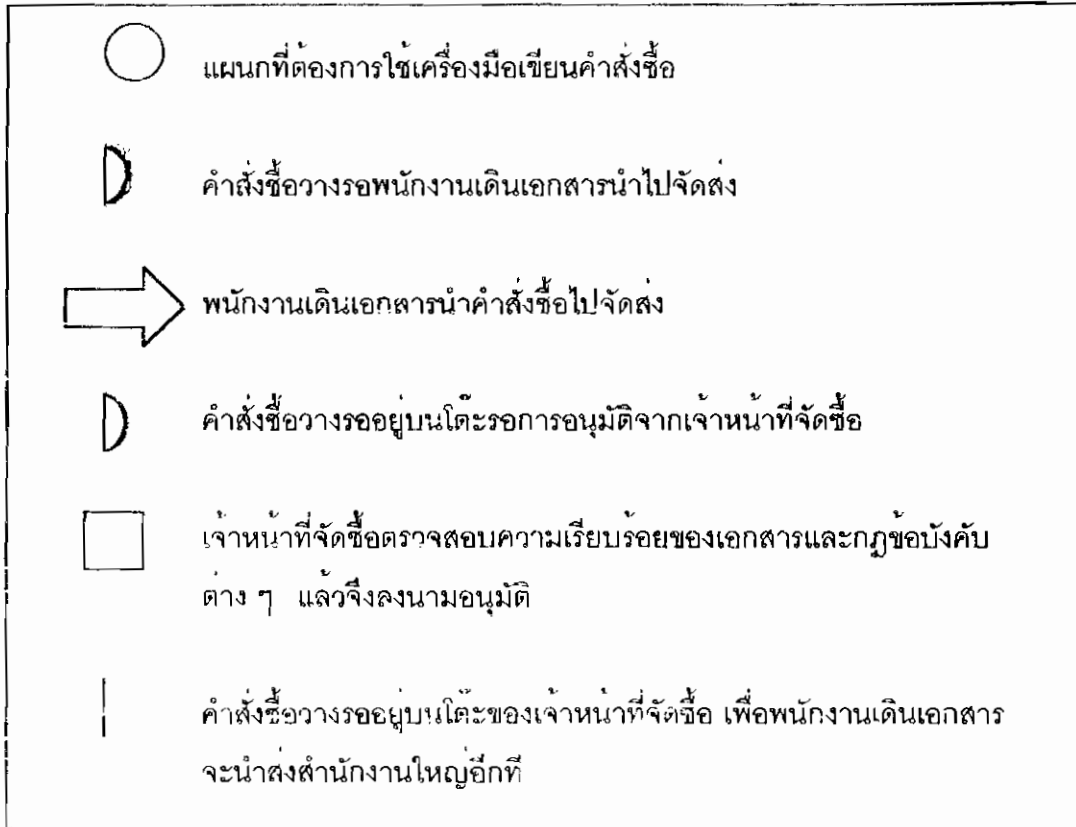 แผนกที่ต้องการใช้เครื่องมือเขียนคำสั่งซื้อ
คำสั่งซื้อวางรอพนักงานเดินเอกสารนำไปจัดส่ง
พนักงานเดินเอกสารนำคำสั่งซื้อไปจัดส่ง
คำสั่งซื้อวางรออยู่บนโต๊ะรอการอนุมัติจากเจ้าหน้าที่จัดซื้อ
เจ้าหน้าที่จัดซื้อตรวจสอบความเรียบร้อยของเอกสารและกฎข้อบังคับ
ต่าง ๆ แล้วจึงลงนามอนุมัติ
คำสั่งซื้อวางรออยู่บนโต๊ะของเจ้าหน้าที่จัดซื้อ เพื่อพนักงานเดินเอกสาร
จะนำส่งสำนักงานใหญ่อีกที